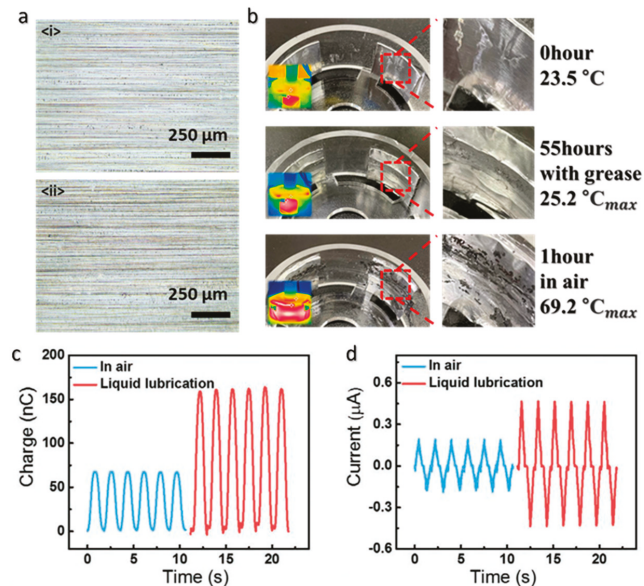 a
<i>
250 µm
<ii>
250 µm
b
0hour
23.5 °C
55hours
with grease
25.2 °Cmax
1hour
in air
69.2 °Cmax
c
In air
Liquid lubrication
Charge (nC)
200
150
100
50
0
0 5 10 15 20
Time (s)
d
In air
Liquid lubrication
Current (µA)
0.6
0.3
0.0
-0.3
-0.6
0 5 10 15 20
Time (s)